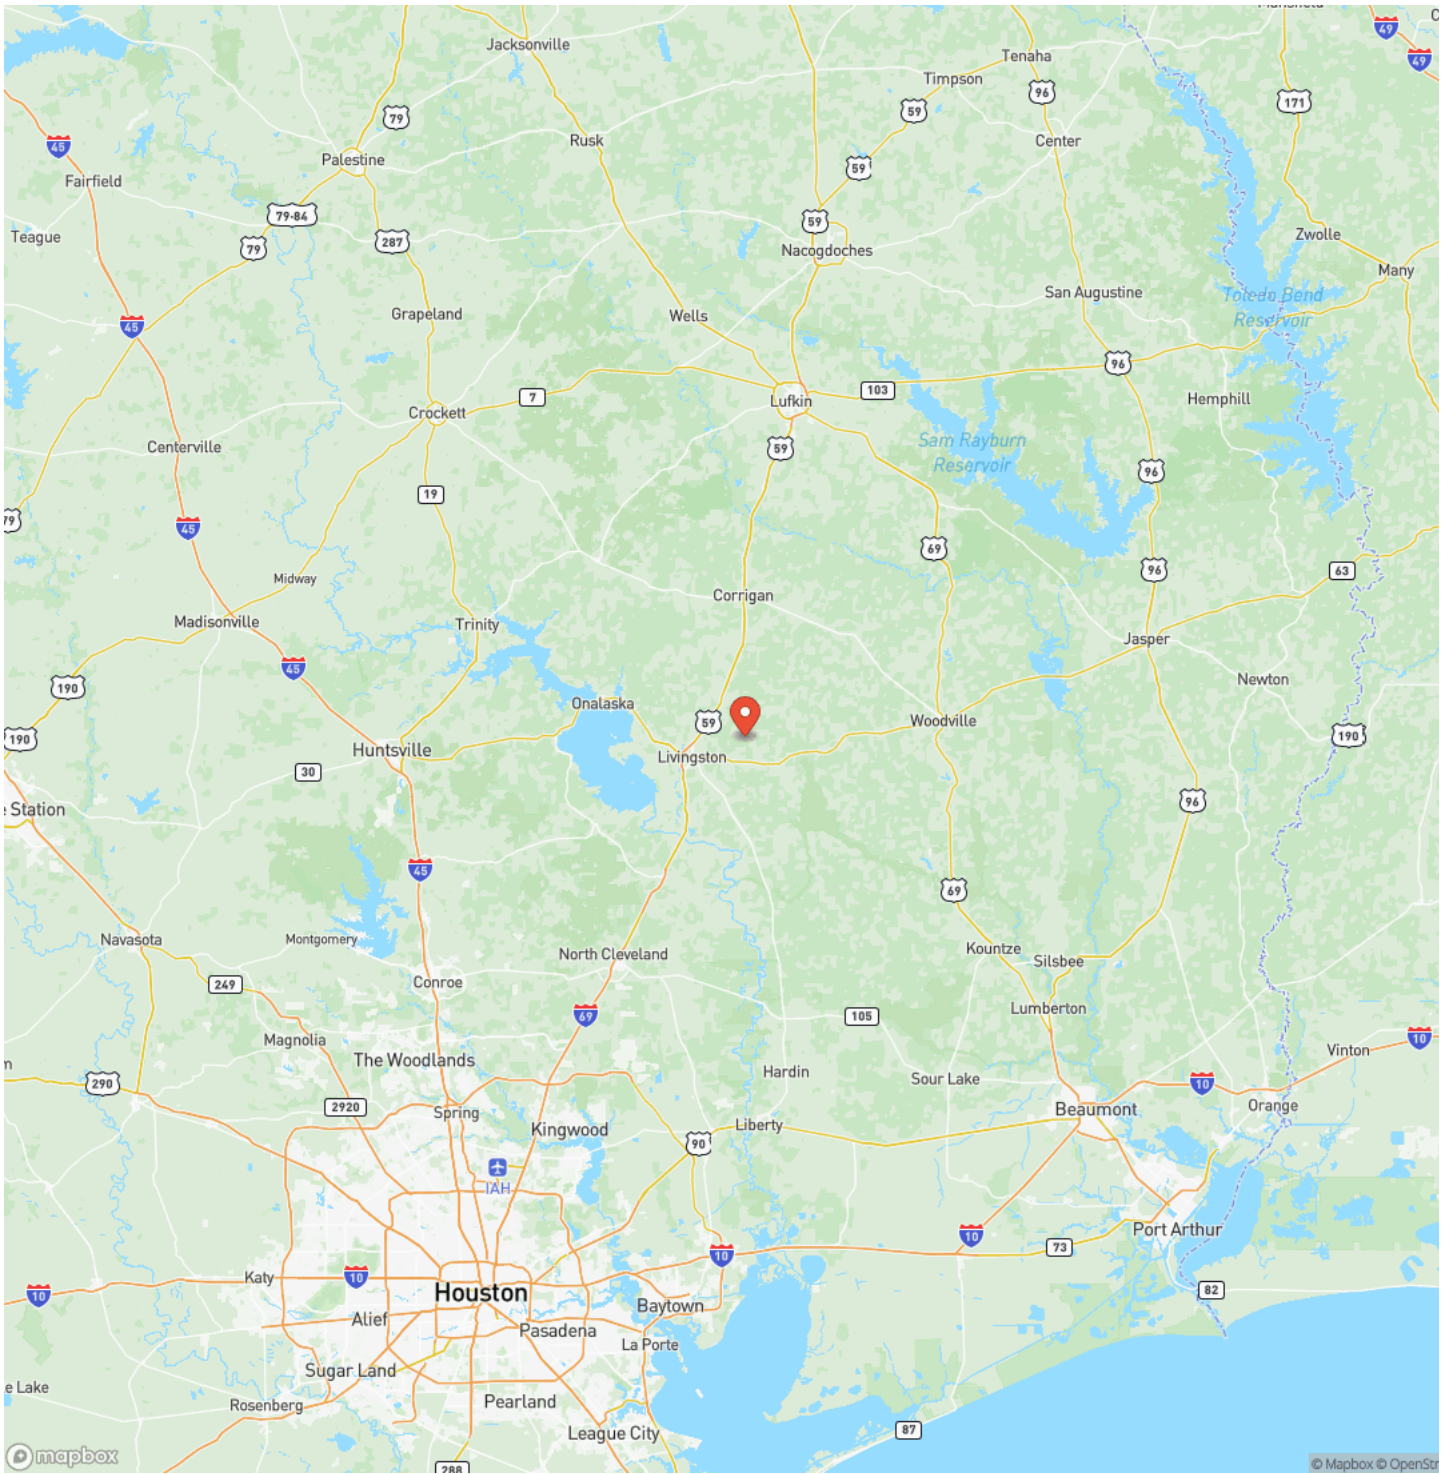 Mansfield
49
Jacksonville
49
Tenaha
Timpson
96
79
59
171
Rusk
Center
45
Palestine
59
Fairfield
79-84
59
Teague
79
287
Nacogdoches
Zwolle
Many
San Augustine
Toledo Bend
Reservoir
Grapeland
Wells
45
96
7
103
Lufkin
Hemphill
Crockett
Centerville
59
Sam Rayburn
Reservoir
96
19
79
45
69
96
63
Midway
Corrigan
Madisonville
Trinity
Jasper
45
Newton
190
Onalaska
59
Woodville
190
190
Huntsville
Livingston
30
96
e Station
45
69
Navasota
Montgomery
North Cleveland
Kountze
Silsbee
249
Conroe
Lumberton
69
105
10
Magnolia
The Woodlands
Vinton
m
Hardin
Sour Lake
290
10
2920
Spring
Beaumont
Orange
Kingwood
Liberty
90
IAH
Port Arthur
10
10
73
Katy
10
10
82
Houston
Baytown
Alief
Pasadena
La Porte
Sugar Land
e Lake
Rosenberg
Pearland
League City
87
288
mapbox
© Mapbox © OpenStr